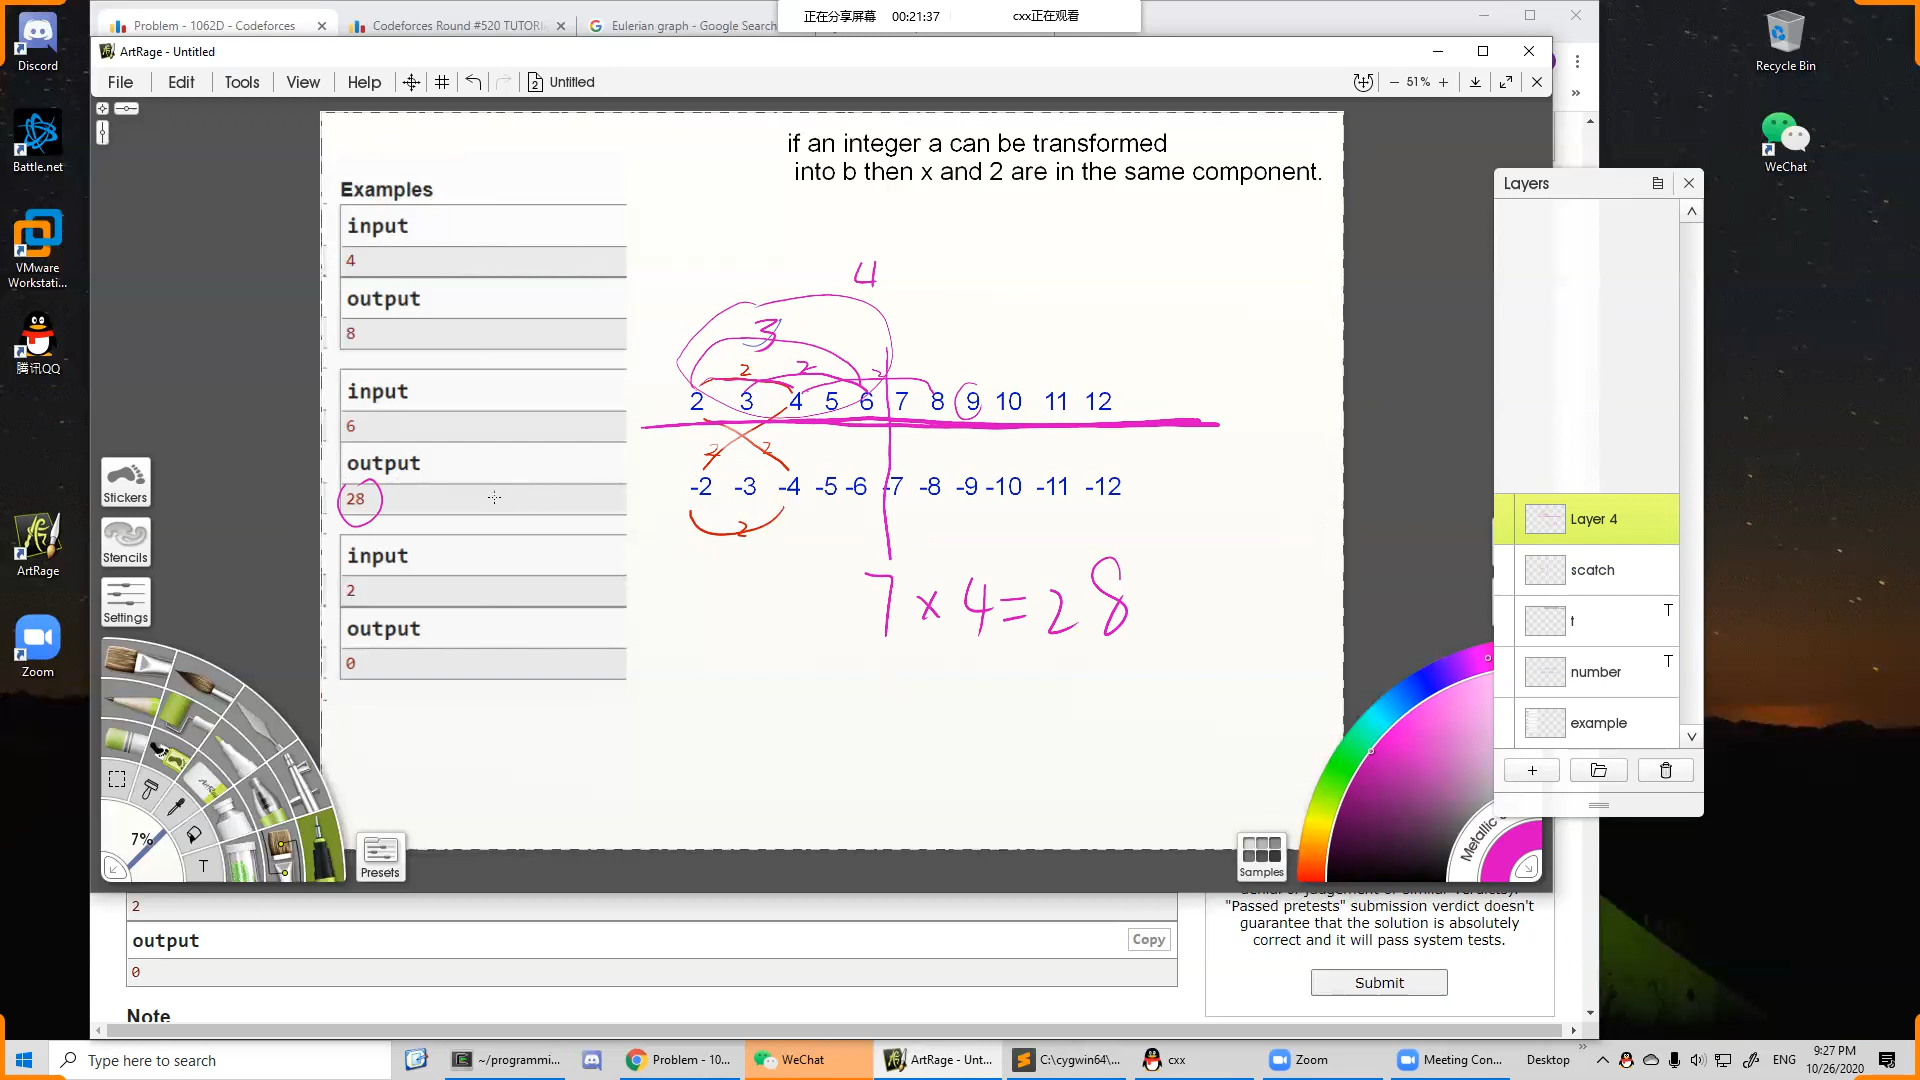 Problem - 1062D - Codeforces
Codeforces Round #520 TUTORI
Eulerian graph - Google Search
正在分享屏幕 00:21:37 cxx正在观看
ArtRage - Untitled
File Edit Tools View Help 2 Untitled 51%
if an integer a can be transformed
into b then x and 2 are in the same component.
Examples
input
4
output
8
input
6
output
28
input
2
output
0
4
3
2 2 2
2 3 4 5 6 7 8 9 10 11 12
2 2
-2 -3 -4 -5 -6 -7 -8 -9 -10 -11 -12
2
7 × 4 = 28
Stickers
Stencils
Settings
7%
T
Presets
Samples
Metallic
Layers
Layer 4
scatch
t T
number T
example
2
output
Copy
0
Note
"Passed pretests" submission verdict doesn't
guarantee that the solution is absolutely
correct and it will pass system tests.
Submit
Discord
Battle.net
VMware
Workstati...
腾讯QQ
ArtRage
Zoom
Recycle Bin
WeChat
Type here to search
~/programmi...
Problem - 10...
WeChat
ArtRage - Unt...
C:\cygwin64\...
cxx
Zoom
Meeting Con...
Desktop
ENG
9:27 PM
10/26/2020